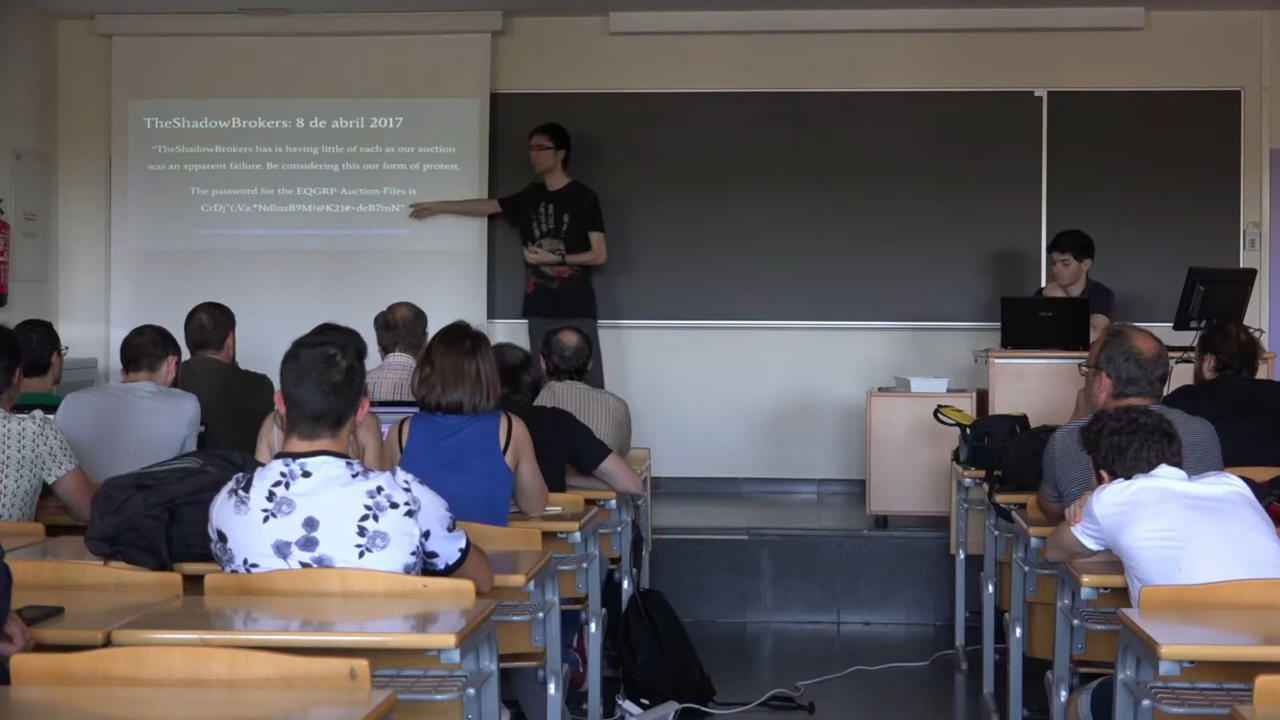 TheShadowBrokers: 8 de abril 2017
"TheShadowBrokers has is having little of each as our auction
was an apparent failure. Be considering this our form of protest.
The password for the EQGRP-Auction-Files is
CrDj"(;Va.*NdlnzB9M?@K2)#>deB7mN"